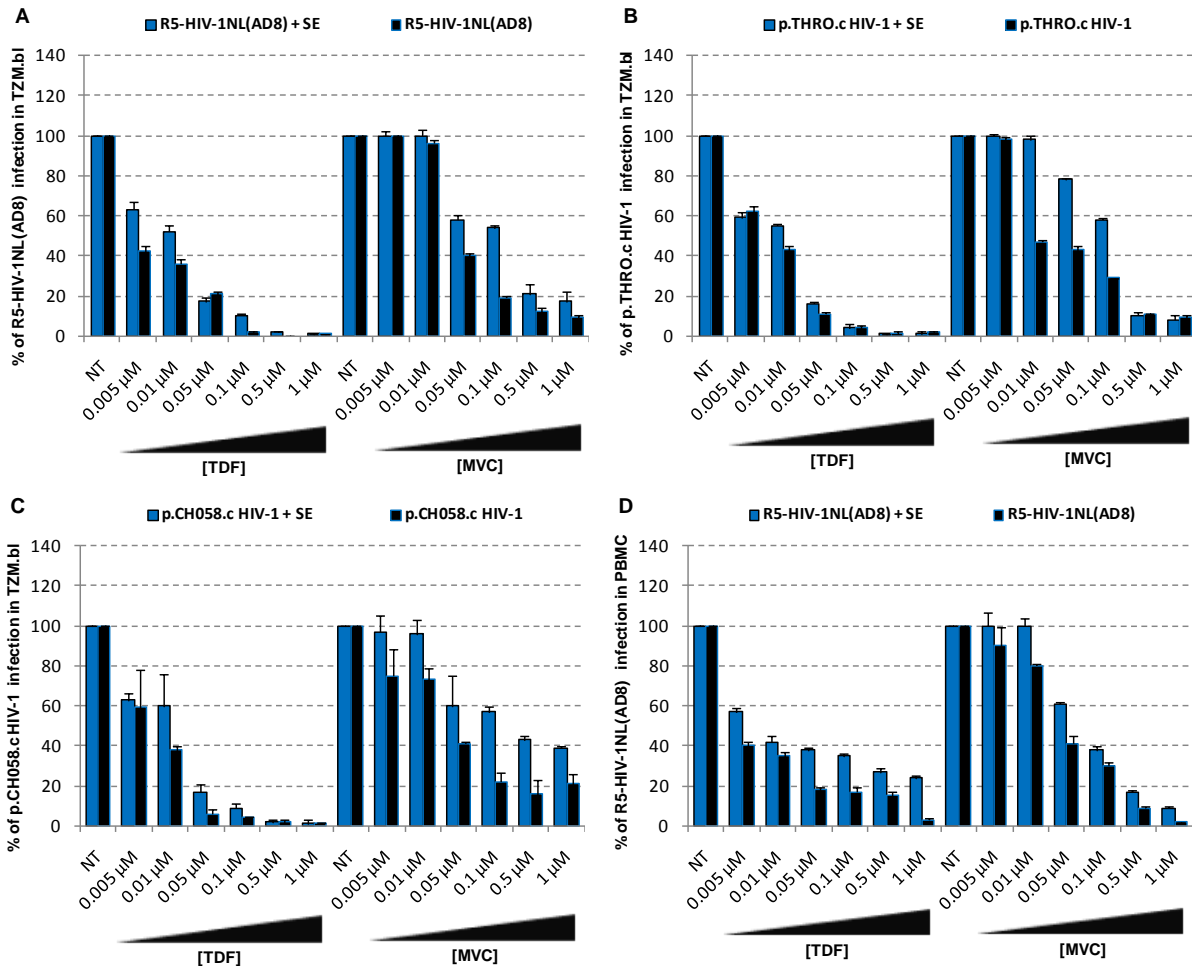 A
R5-HIV-1NL(AD8) + SE R5-HIV-1NL(AD8)
% of R5-HIV-1NL(AD8) infection in TZM.bl
140
120
100
80
60
40
20
0
NT 0.005 µM 0.01 µM 0.05 µM 0.1 µM 0.5 µM 1 µM NT 0.005 µM 0.01 µM 0.05 µM 0.1 µM 0.5 µM 1 µM
[TDF] [MVC]
B
p.THRO.c HIV-1 + SE p.THRO.c HIV-1
% of p.THRO.c HIV-1 infection in TZM.bl
140
120
100
80
60
40
20
0
NT 0.005 µM 0.01 µM 0.05 µM 0.1 µM 0.5 µM 1 µM NT 0.005 µM 0.01 µM 0.05 µM 0.1 µM 0.5 µM 1 µM
[TDF] [MVC]
C
p.CH058.c HIV-1 + SE p.CH058.c HIV-1
% of p.CH058.c HIV-1 infection in TZM.bl
140
120
100
80
60
40
20
0
NT 0.005 µM 0.01 µM 0.05 µM 0.1 µM 0.5 µM 1 µM NT 0.005 µM 0.01 µM 0.05 µM 0.1 µM 0.5 µM 1 µM
[TDF] [MVC]
D
R5-HIV-1NL(AD8) + SE R5-HIV-1NL(AD8)
% of R5-HIV-1NL(AD8) infection in PBMC
140
120
100
80
60
40
20
0
NT 0.005 µM 0.01 µM 0.05 µM 0.1 µM 0.5 µM 1 µM NT 0.005 µM 0.01 µM 0.05 µM 0.1 µM 0.5 µM 1 µM
[TDF] [MVC]